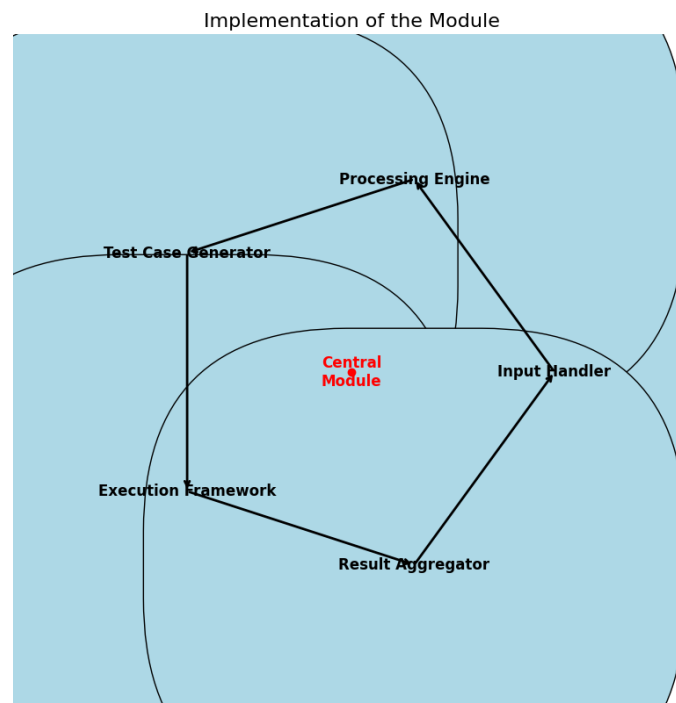 Implementation of the Module
Processing Engine
Test Case Generator
Central
Module
Input Handler
Execution Framework
Result Aggregator